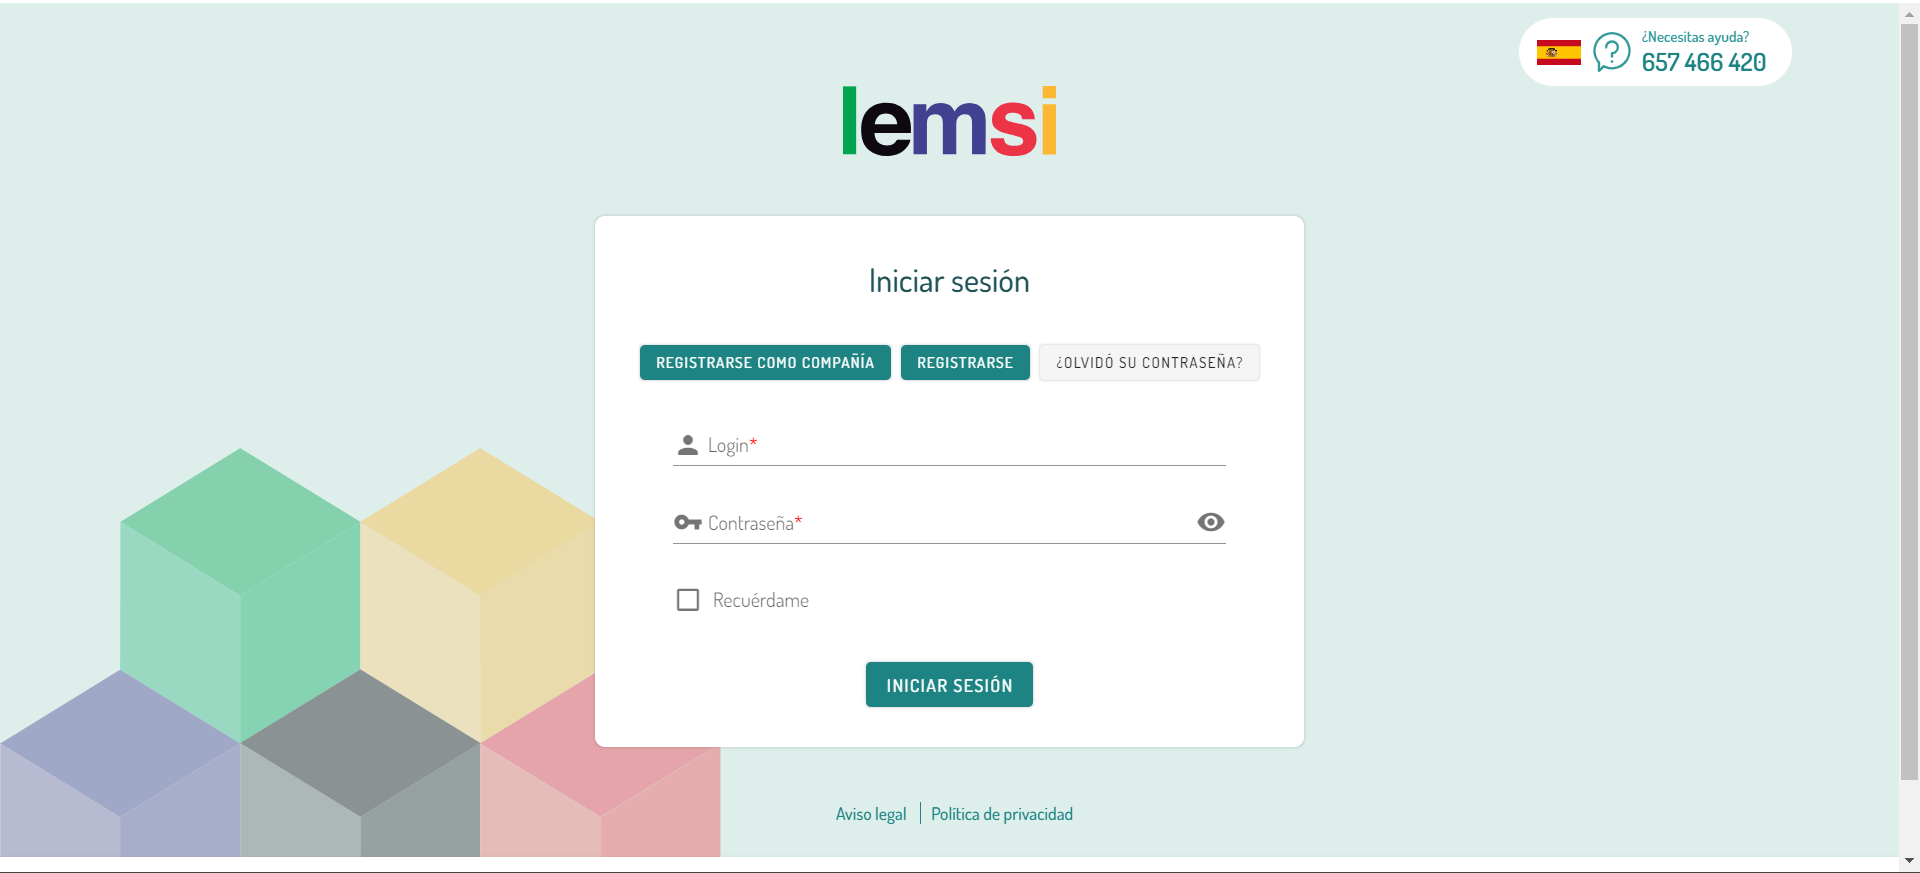 ¿Necesitas ayuda?
657 466 420
lemsi
Iniciar sesión
REGISTRARSE COMO COMPAÑÍA
REGISTRARSE
¿OLVIDÓ SU CONTRASEÑA?
Login*
Contraseña*
Recuérdame
INICIAR SESIÓN
Aviso legal
Política de privacidad